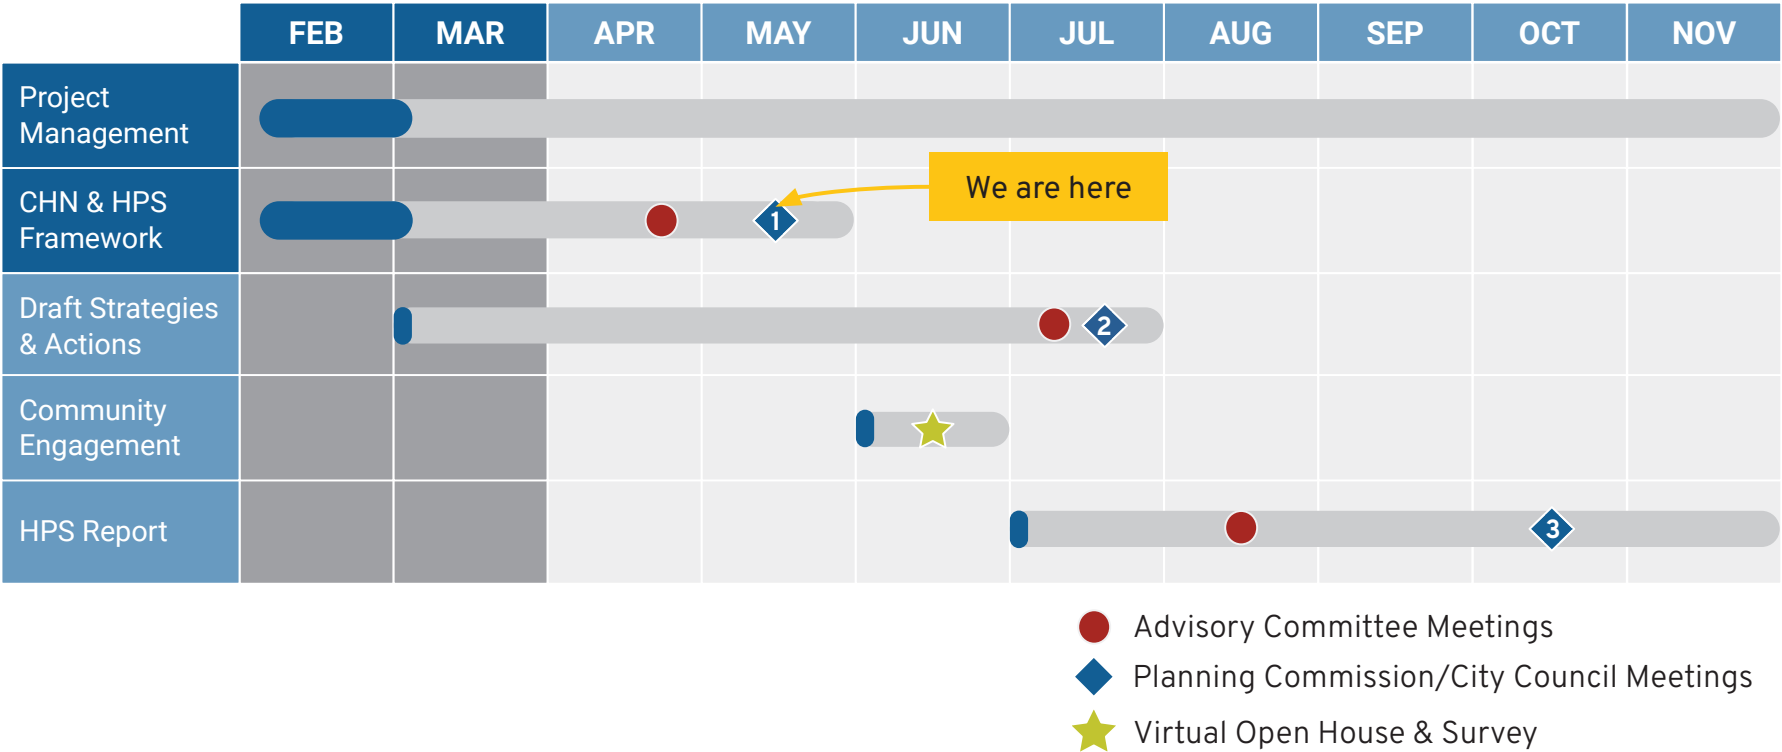 FEB MAR APR MAY JUN JUL AUG SEP OCT NOV
Project
Management
We are here
CHN & HPS
Framework
1
Draft Strategies
& Actions
2
Community
Engagement
HPS Report
3
Advisory Committee Meetings
Planning Commission/City Council Meetings
Virtual Open House & Survey